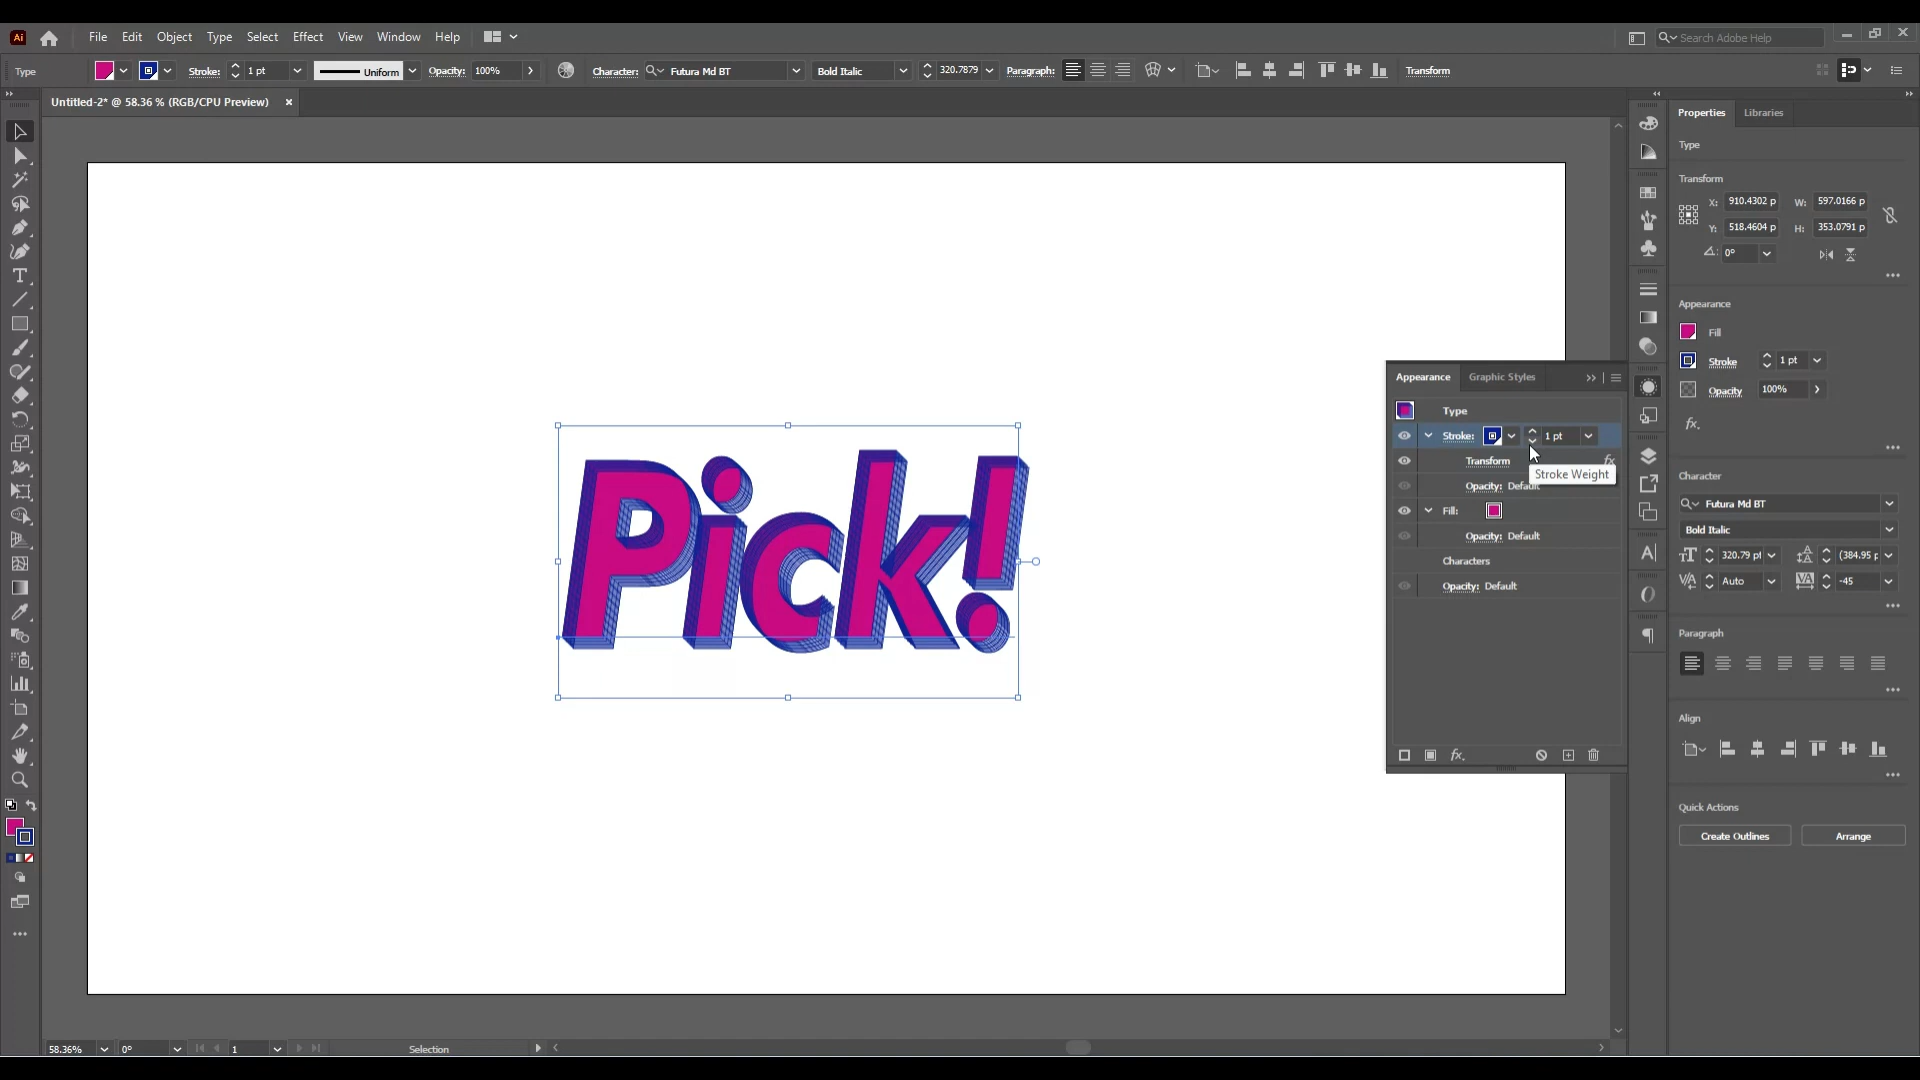 Ai File Edit Object Type Select Effect View Window Help Search Adobe Help
Type Stroke: 1 pt Uniform Opacity: 100% Character: Futura Md BT Bold Italic 320.7879 Paragraph: Transform
Untitled-2* @ 58.36 % (RGB/CPU Preview)
Properties Libraries
Type
Transform
X: 910.4302 p W: 597.0166 p
Y: 518.4604 p H: 353.0791 p
0°
Appearance
Fill
Stroke 1 pt
Opacity 100%
fx.
Character
Futura Md BT
Bold Italic
320.79 pt (384.95 p
Auto -45
Paragraph
Align
Quick Actions
Create Outlines Arrange
Appearance Graphic Styles
Type
Stroke: 1 pt
Transform fx
Stroke Weight
Opacity: Default
Fill:
Opacity: Default
Characters
Opacity: Default
fx.
Pick!
58.36% 0° 1 Selection